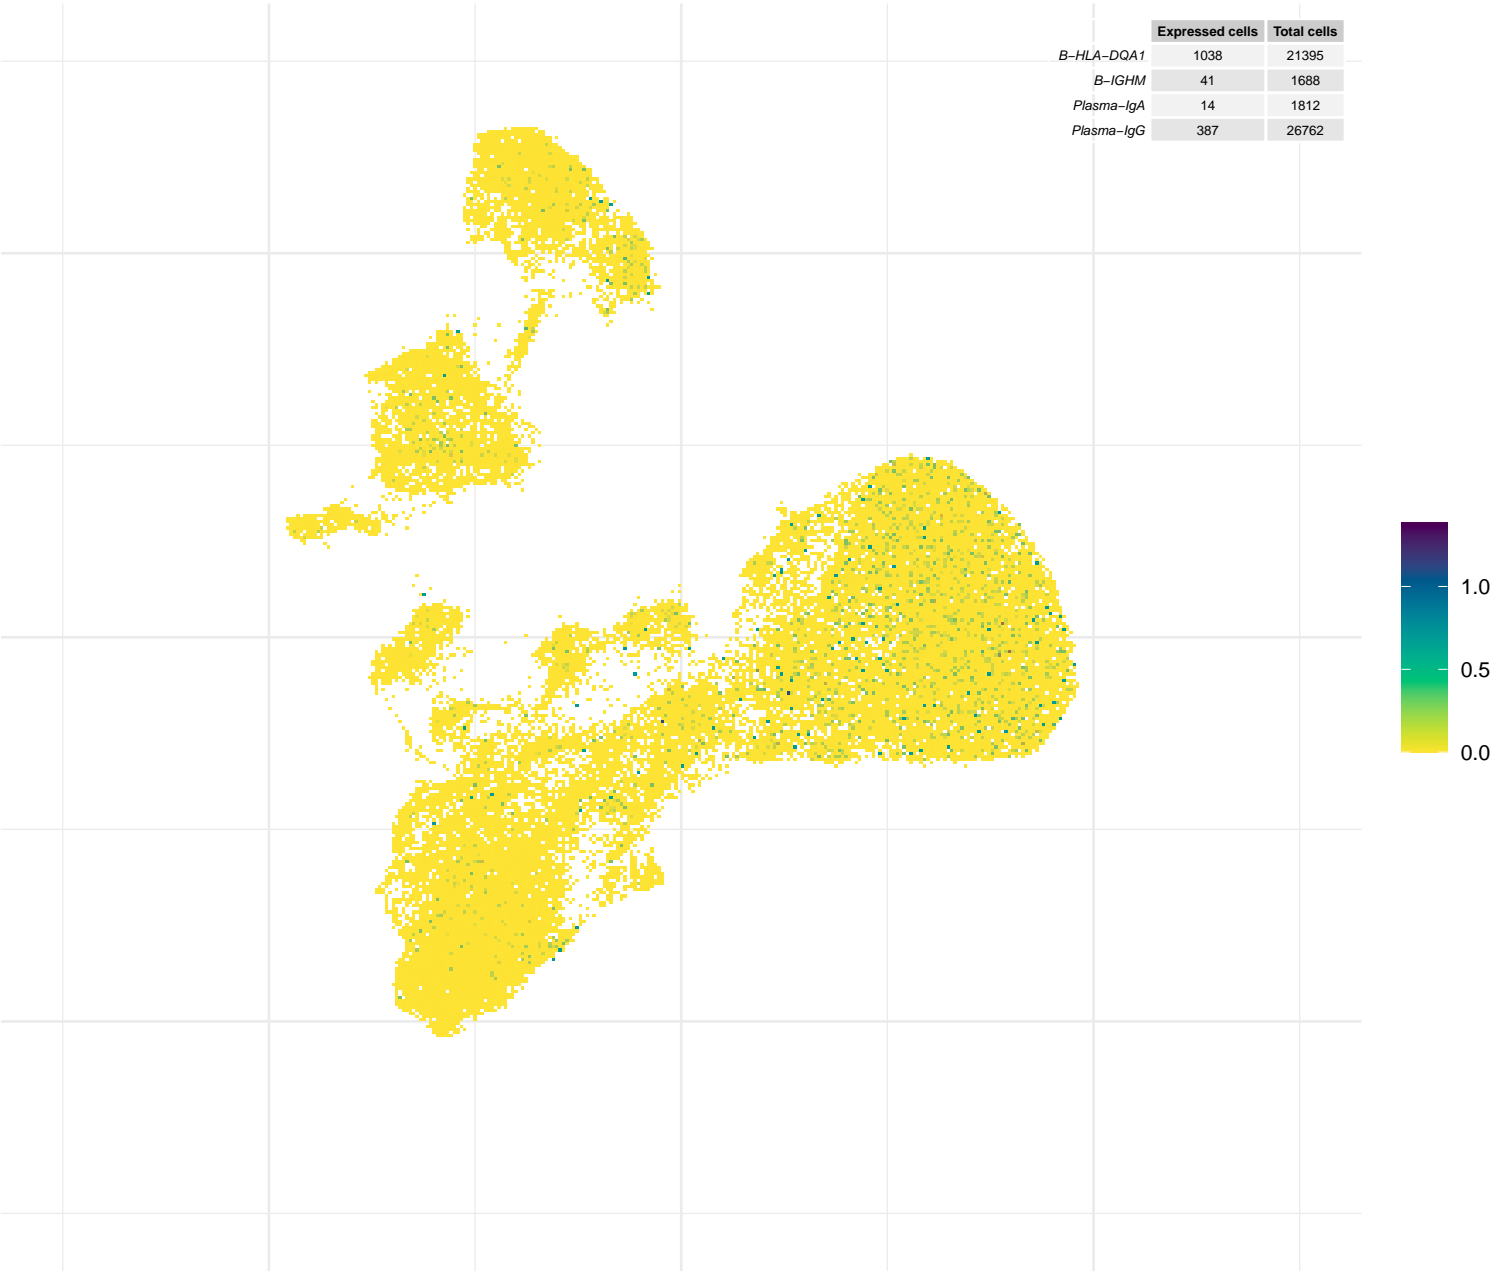 Expressed cells Total cells
B−HLA−DQA1 1038 21395
B−IGHM 41 1688
Plasma−IgA 14 1812
Plasma−IgG 387 26762
1.0
0.5
0.0